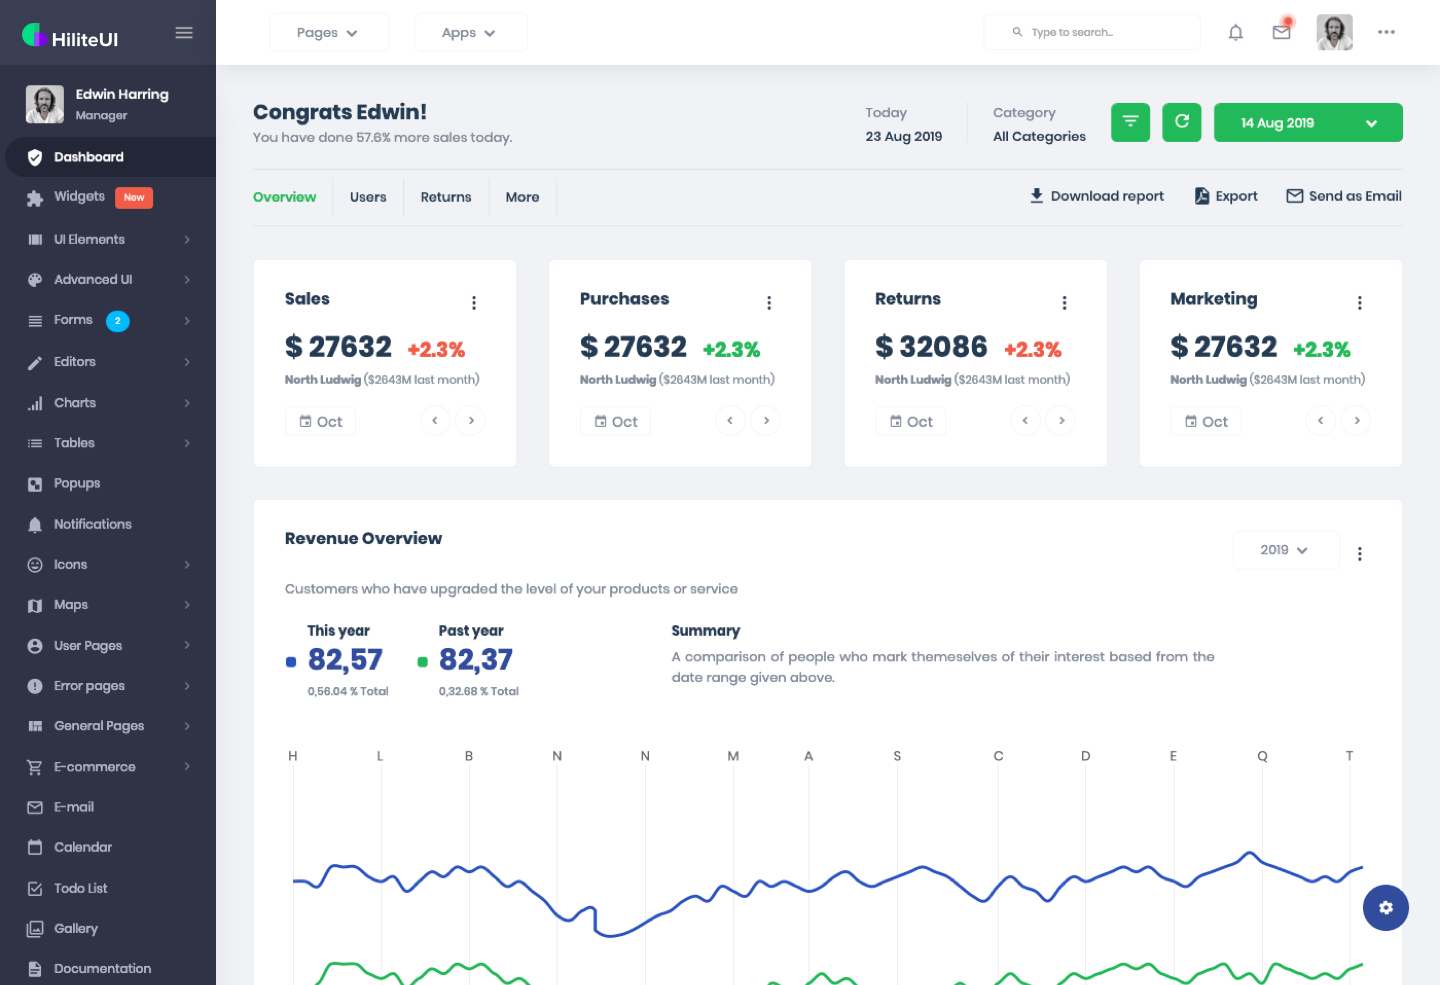 HiliteUI
Edwin Harring
Manager
Dashboard
Widgets New
UI Elements
Advanced UI
Forms 2
Editors
Charts
Tables
Popups
Notifications
Icons
Maps
User Pages
Error pages
General Pages
E-commerce
E-mail
Calendar
Todo List
Gallery
Documentation
Pages
Apps
Type to search...
Congrats Edwin!
You have done 57.6% more sales today.
Today
23 Aug 2019
Category
All Categories
14 Aug 2019
Overview
Users
Returns
More
Download report
Export
Send as Email
Sales
$ 27632 +2.3%
North Ludwig ($2643M last month)
Oct
Purchases
$ 27632 +2.3%
North Ludwig ($2643M last month)
Oct
Returns
$ 32086 +2.3%
North Ludwig ($2643M last month)
Oct
Marketing
$ 27632 +2.3%
North Ludwig ($2643M last month)
Oct
Revenue Overview
2019
Customers who have upgraded the level of your products or service
This year
82,57
0,56.04 % Total
Past year
82,37
0,32.68 % Total
Summary
A comparison of people who mark themeselves of their interest based from the
date range given above.
H L B N N M A S C D E Q T